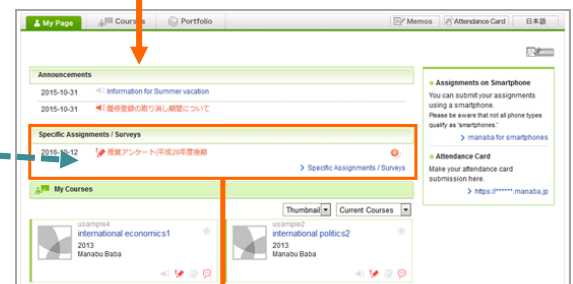 My Page
Courses
Portfolio
Memos
Attendance Card
日本語
Announcements
2015-10-31 Information for Summer vacation
2015-10-31 履修登録の取り消し期間について
Specific Assignments / Surveys
2016-10-12 授業アンケート(平成28年度後期
> Specific Assignments / Surveys
My Courses
Thumbnail
Current Courses
usample4
international economics1
2013
Manabu Baba
usample2
international politics2
2013
Manabu Baba
Assignments on Smartphone
You can submit your assignments
using a smartphone.
Please be aware that not all phone types
qualify as 'smartphones.'
> manaba for smartphones
Attendance Card
Make your attendance card
submission here.
> https://******.manaba.jp